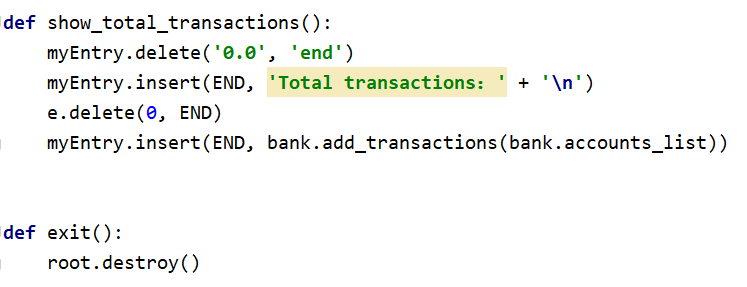 def show_total_transactions():
    myEntry.delete('0.0', 'end')
    myEntry.insert(END, 'Total transactions: ' + '\n')
    e.delete(0, END)
    myEntry.insert(END, bank.add_transactions(bank.accounts_list))
def exit():
    root.destroy()